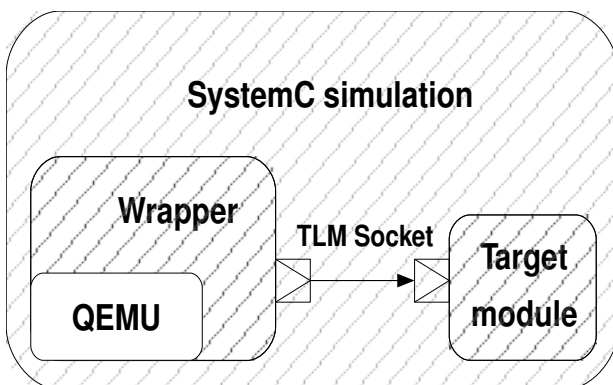 SystemC simulation
Wrapper
TLM Socket
QEMU
Target
module